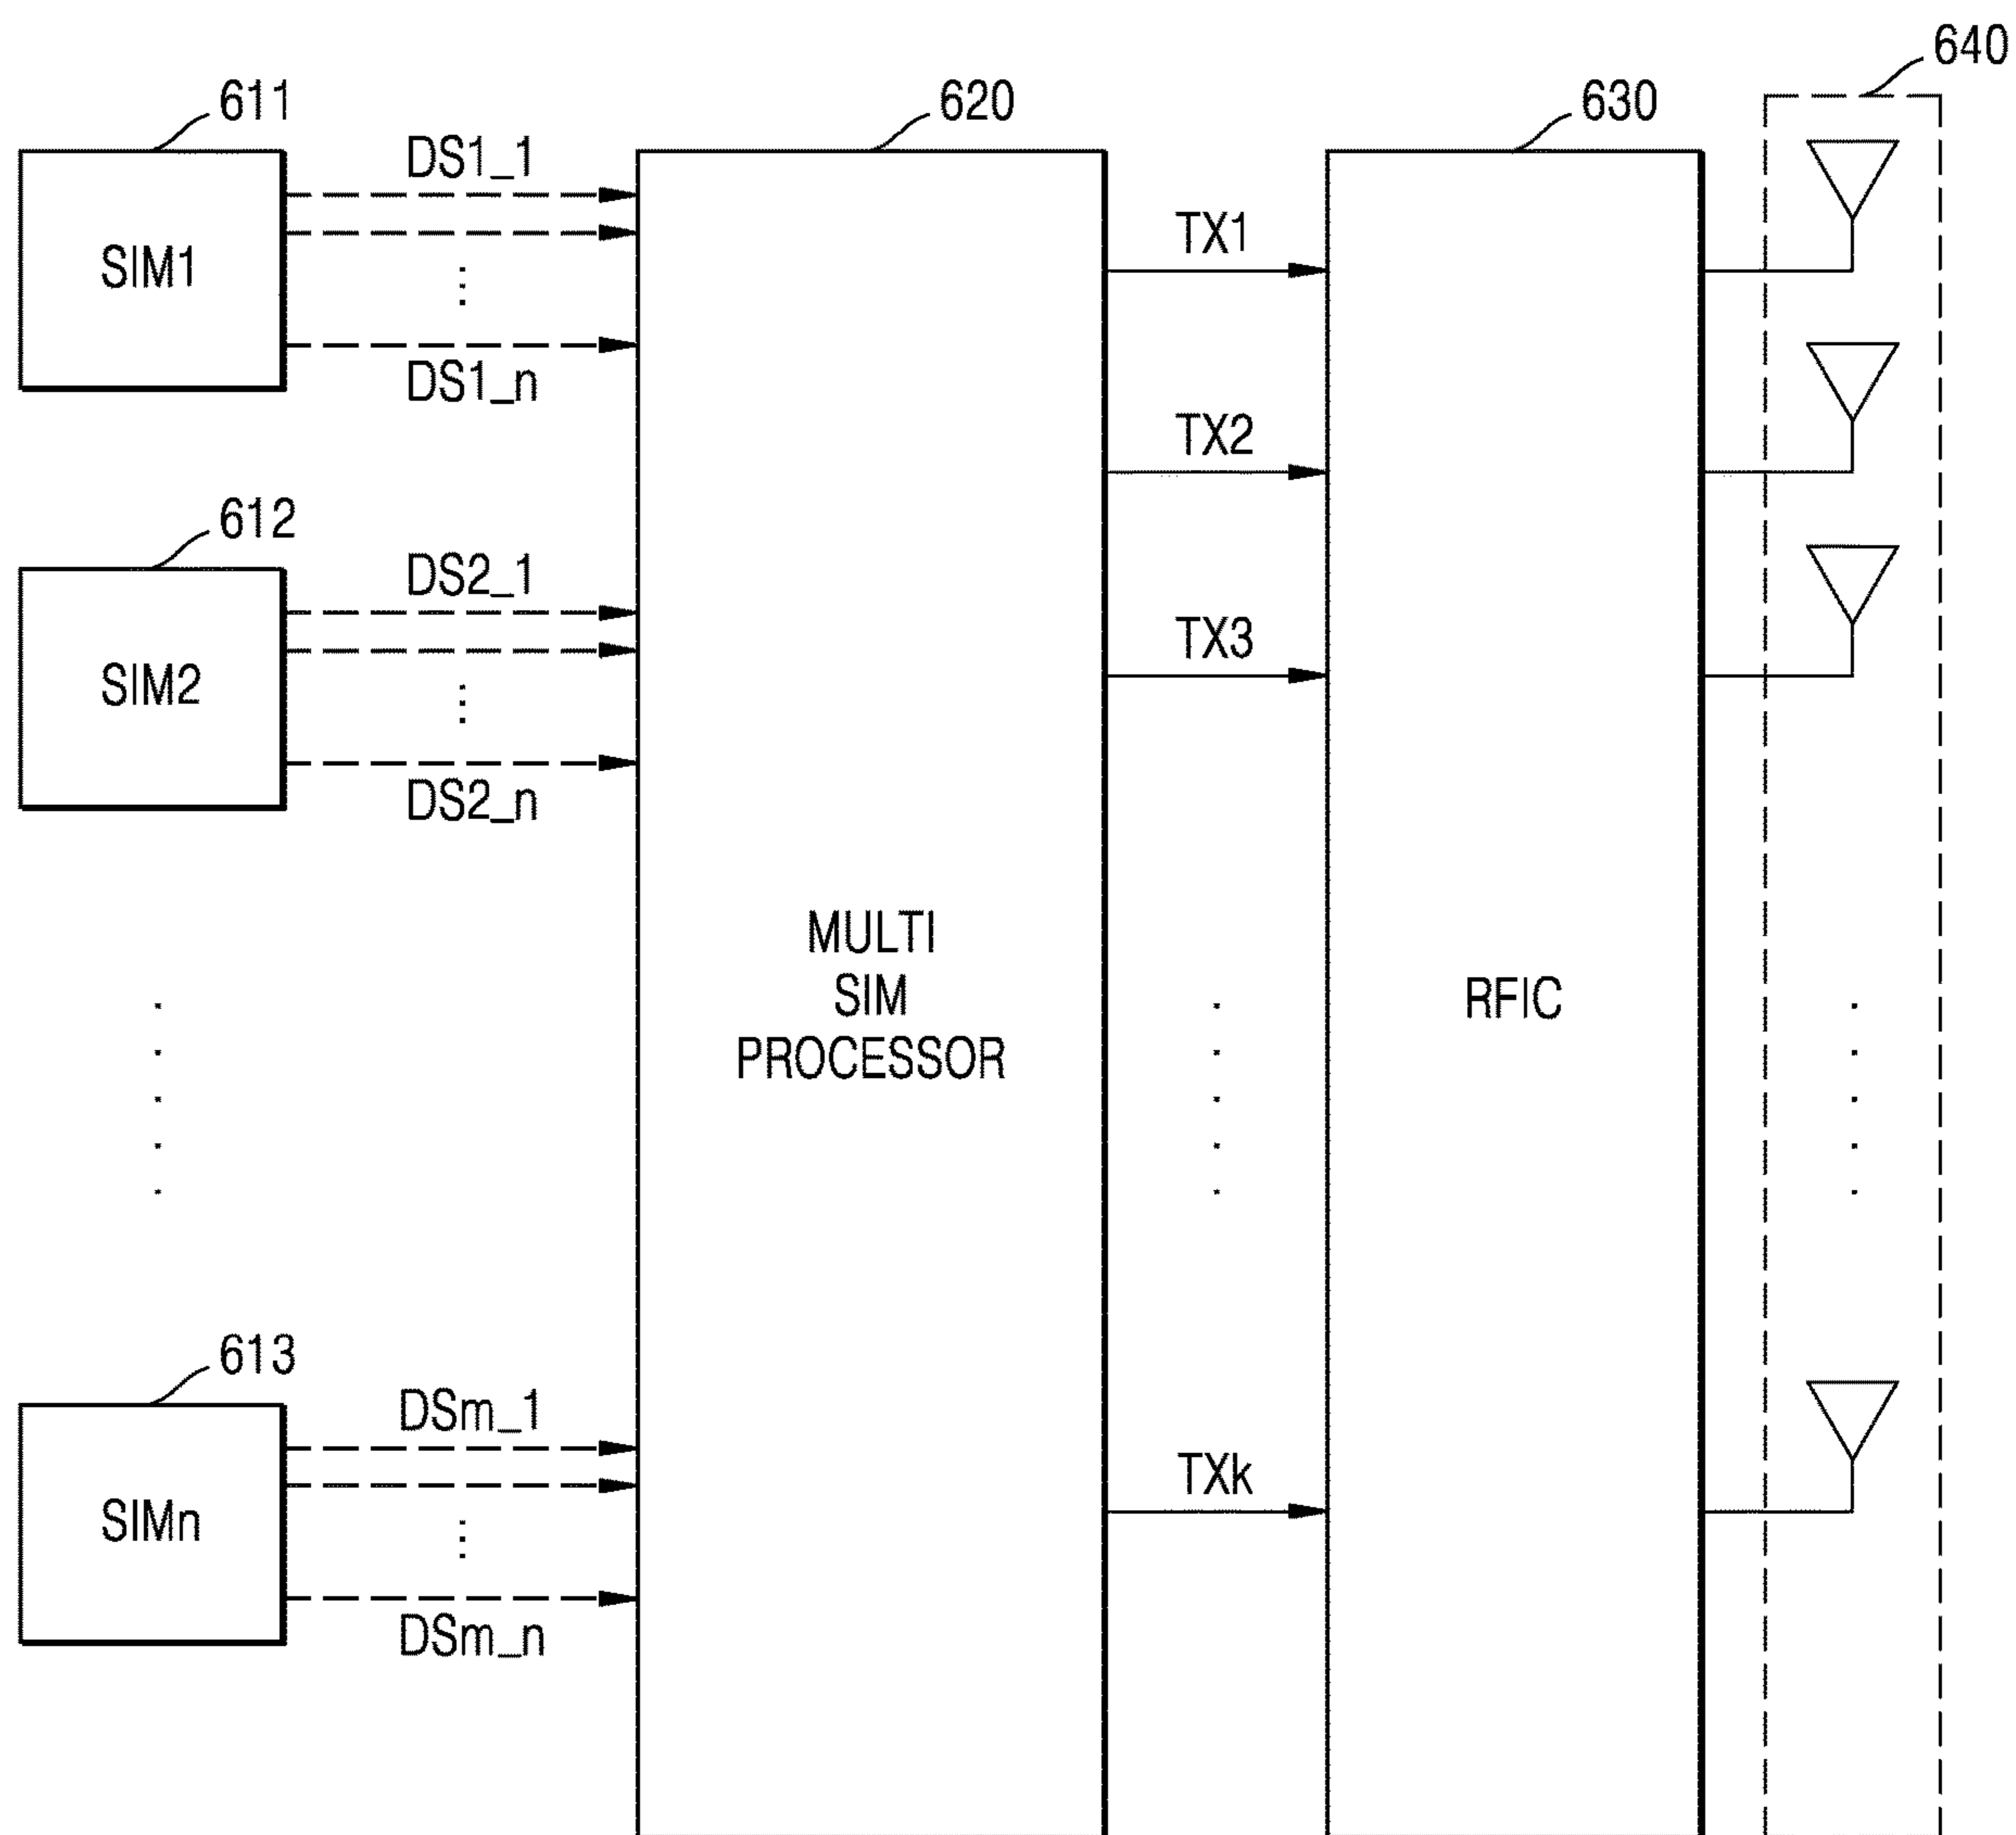 640
611
620
630
DS1_1
SIM1
TX1
DS1_n
TX2
612
DS2_1
TX3
SIM2
DS2_n
MULTI
SIM
PROCESSOR
RFIC
613
DSm_1
TXk
SIMn
DSm_n